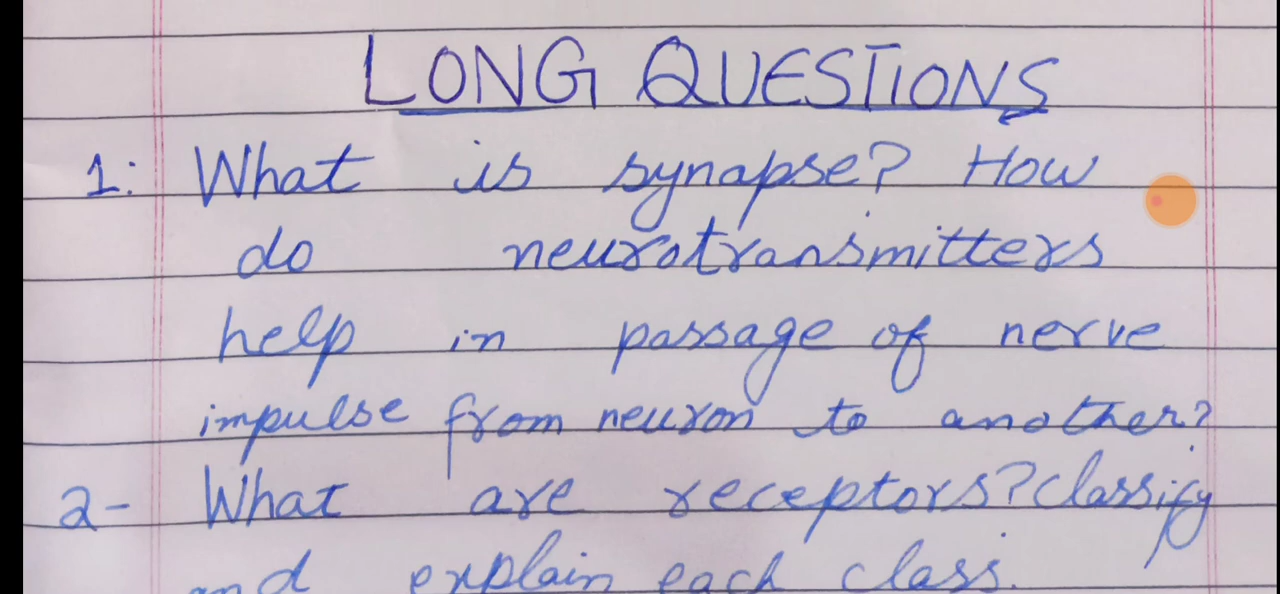 LONG QUESTIONS
1: What is synapse? How
do neurotransmitters
help in passage of nerve
impulse from neuron to another?
2- What are receptors? classify
and explain each class.